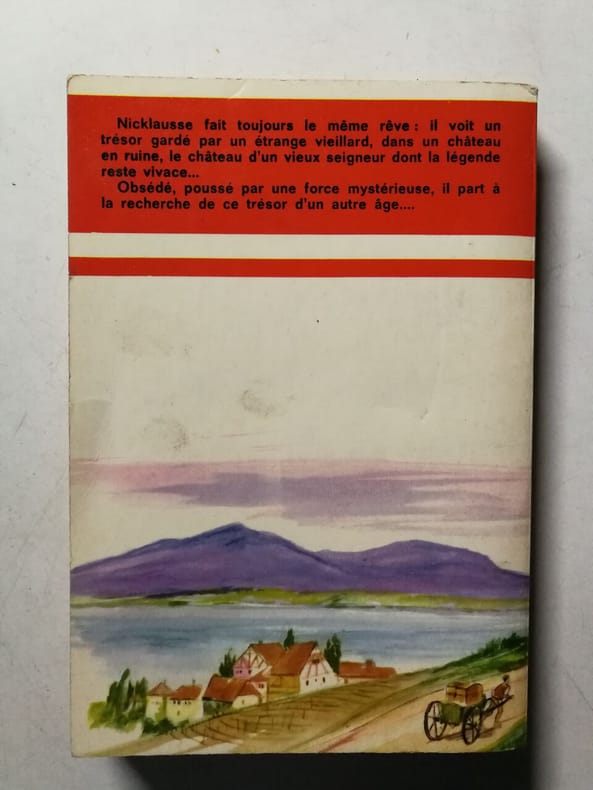 Nicklausse fait toujours le même rêve : il voit un
trésor gardé par un étrange vieillard, dans un château
en ruine, le château d'un vieux seigneur dont la légende
reste vivace...
Obsédé, poussé par une force mystérieuse, il part à
la recherche de ce trésor d'un autre âge....